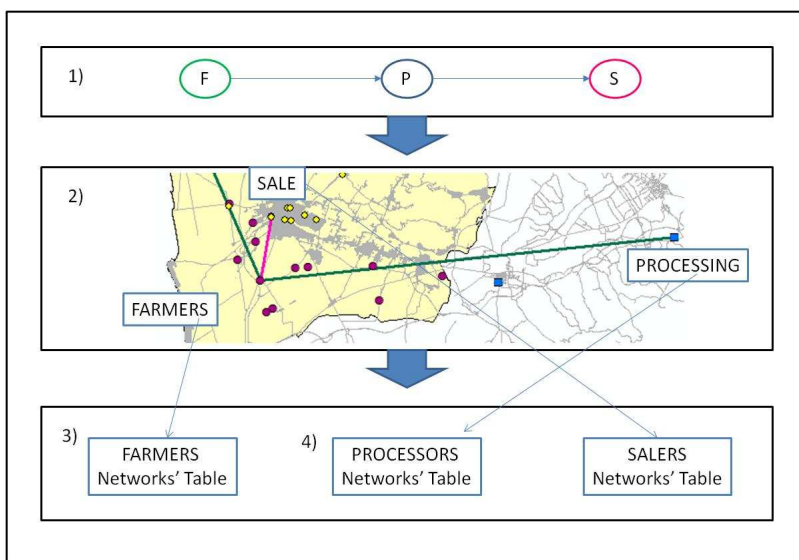 1)
F
P
S
2)
SALE
PROCESSING
FARMERS
3)
FARMERS
Networks’ Table
4)
PROCESSORS
Networks’ Table
SALERS
Networks’ Table